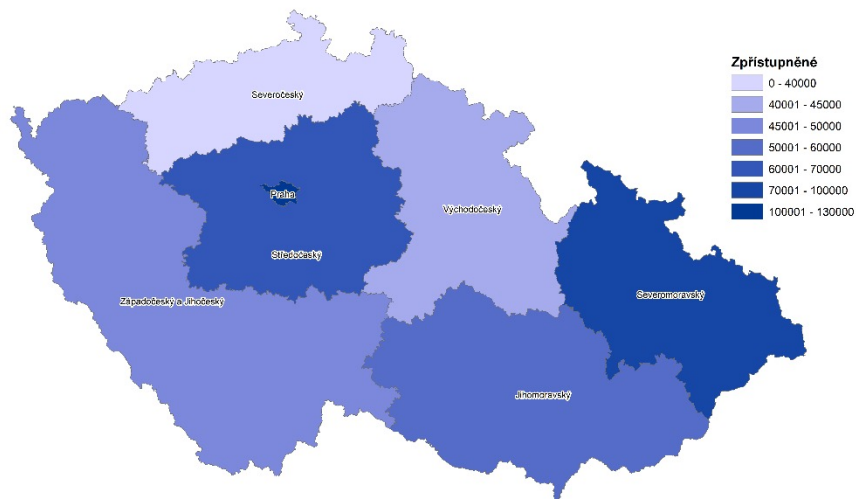 Zpřístupněné
0 - 40000
40001 - 45000
45001 - 50000
50001 - 60000
60001 - 70000
70001 - 100000
100001 - 130000
Severočeský
Praha
Východočeský
Středočeský
Západočeský a Jihočeský
Severomoravský
Jihomoravský